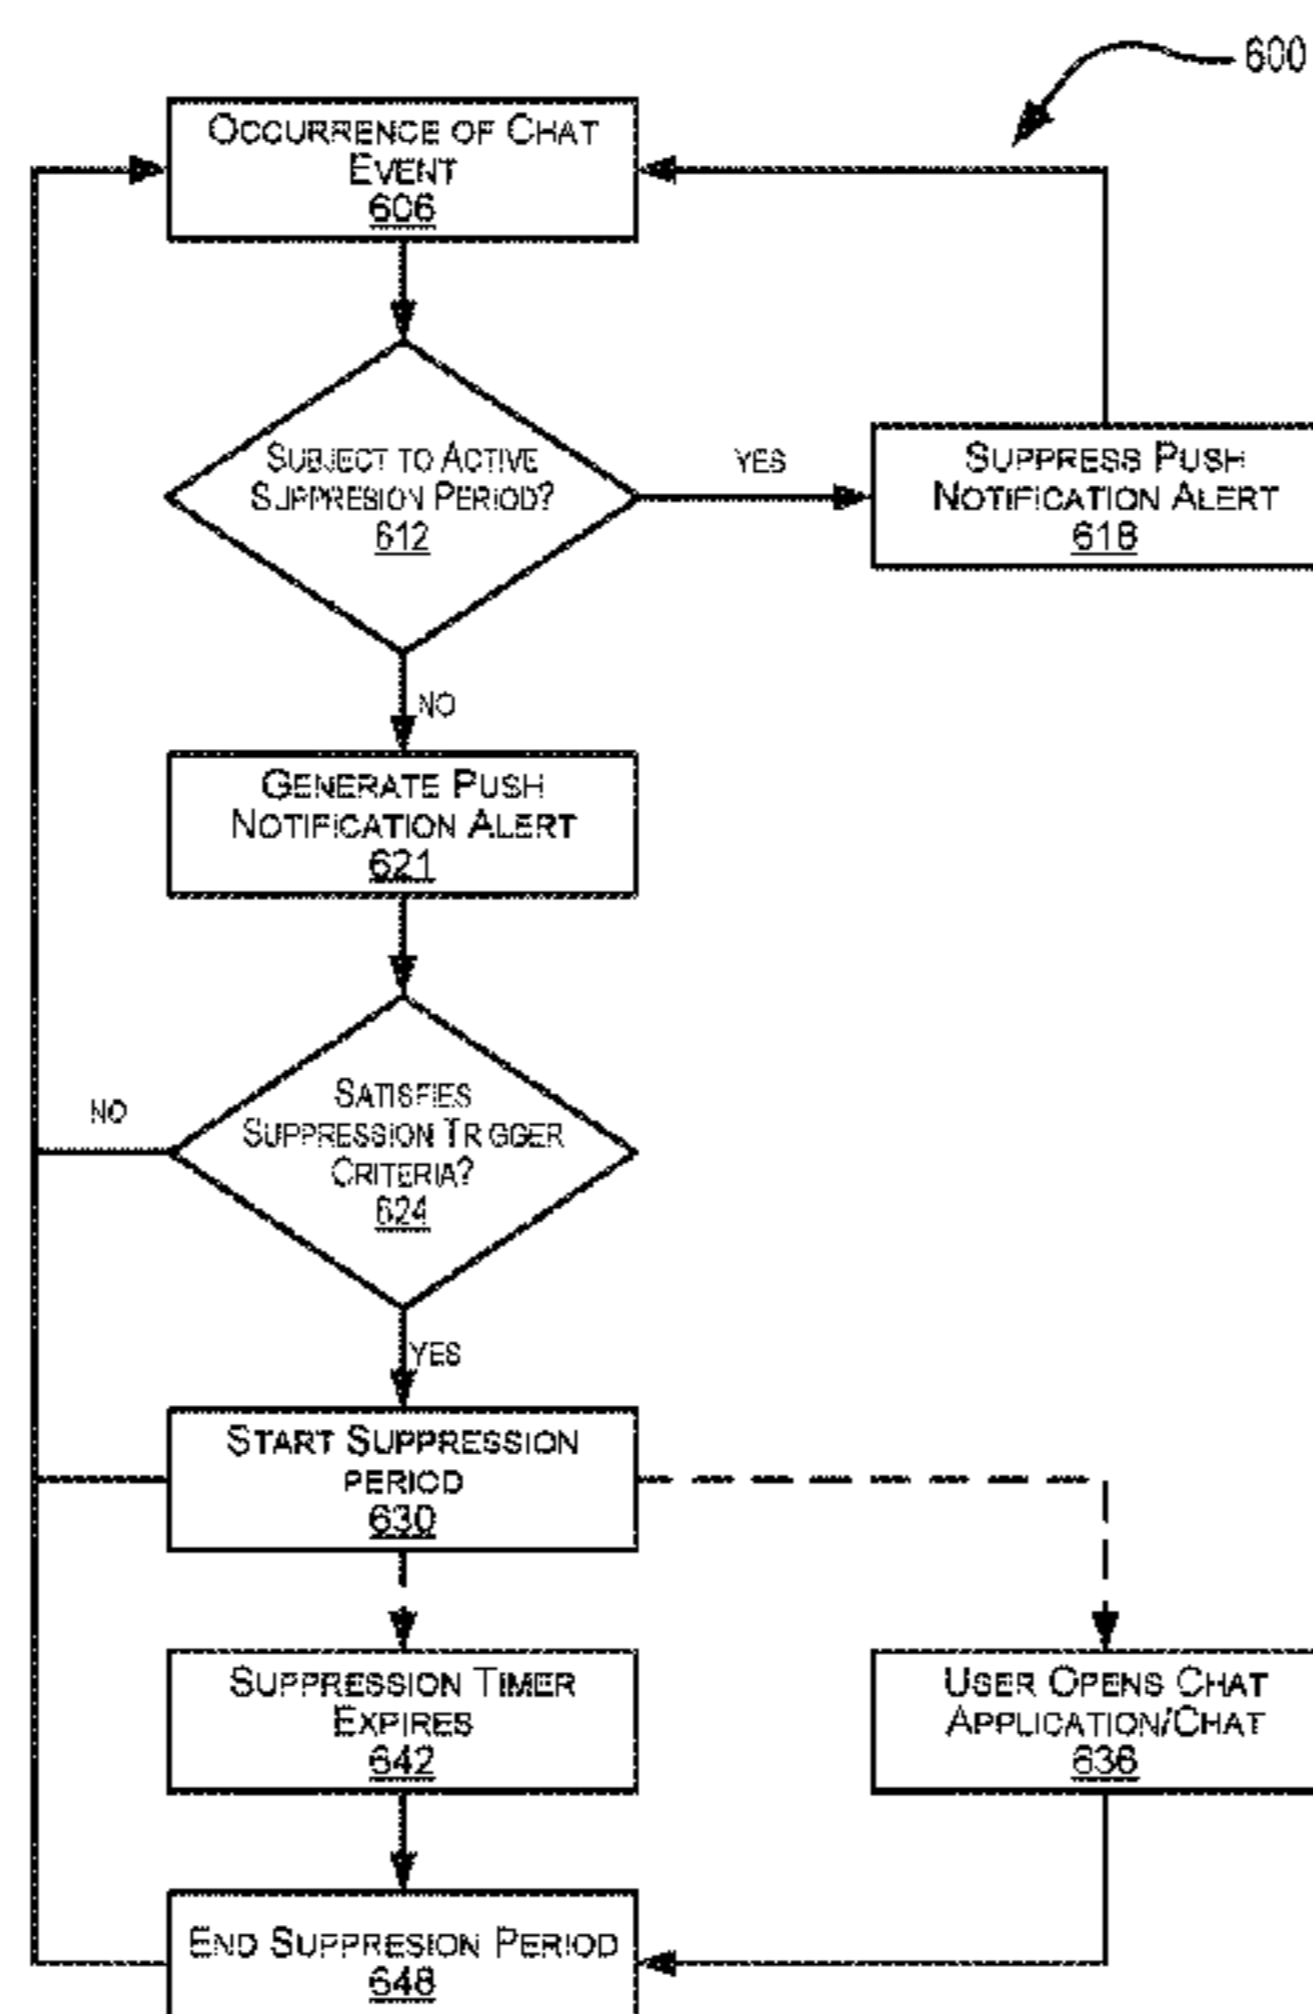 600
OCCURRENCE OF CHAT
EVENT
606
SUBJECT TO ACTIVE
SUPPRESION PERIOD?
612
YES
SUPPRESS PUSH
NOTIFICATION ALERT
618
NO
GENERATE PUSH
NOTIFICATION ALERT
621
SATISFIES
SUPPRESSION TRIGGER
CRITERIA?
624
NO
YES
START SUPPRESSION
PERIOD
630
SUPPRESSION TIMER
EXPIRES
642
USER OPENS CHAT
APPLICATION/CHAT
636
END SUPPRESION PERIOD
648